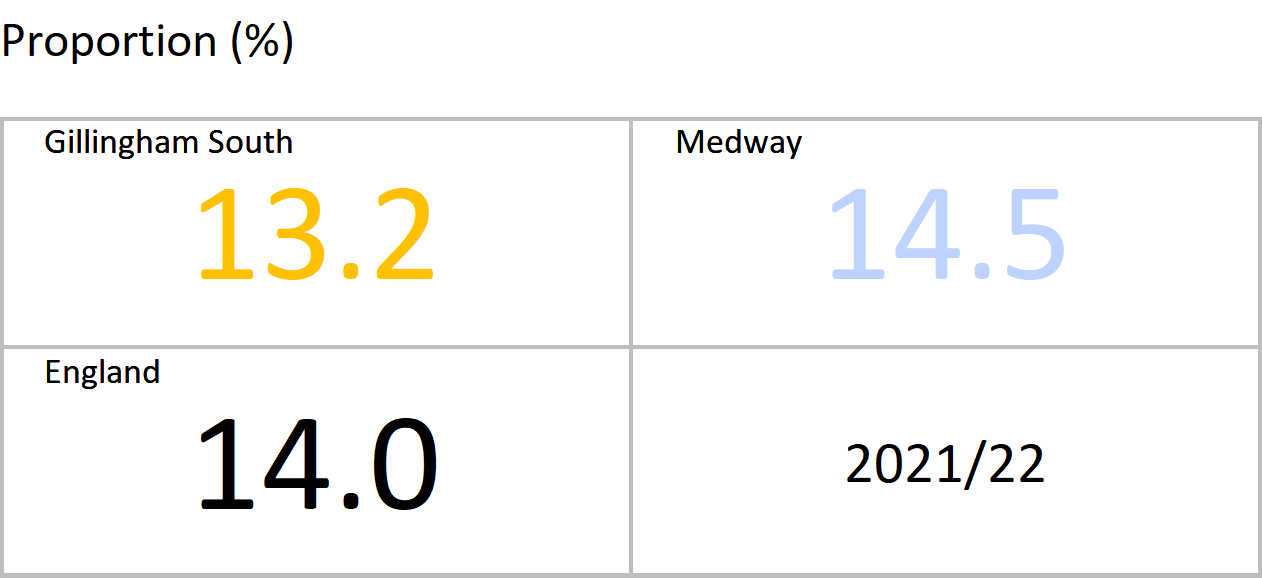 Proportion (%)
Gillingham South
13.2
Medway
14.5
England
14.0
2021/22